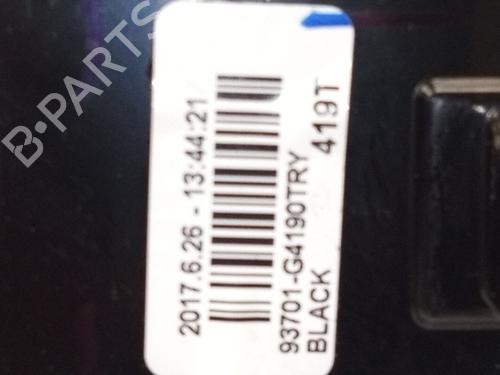 2017.6.26 - 13:44:21
93701-G4190TRY
BLACK 419T
B-PARTS